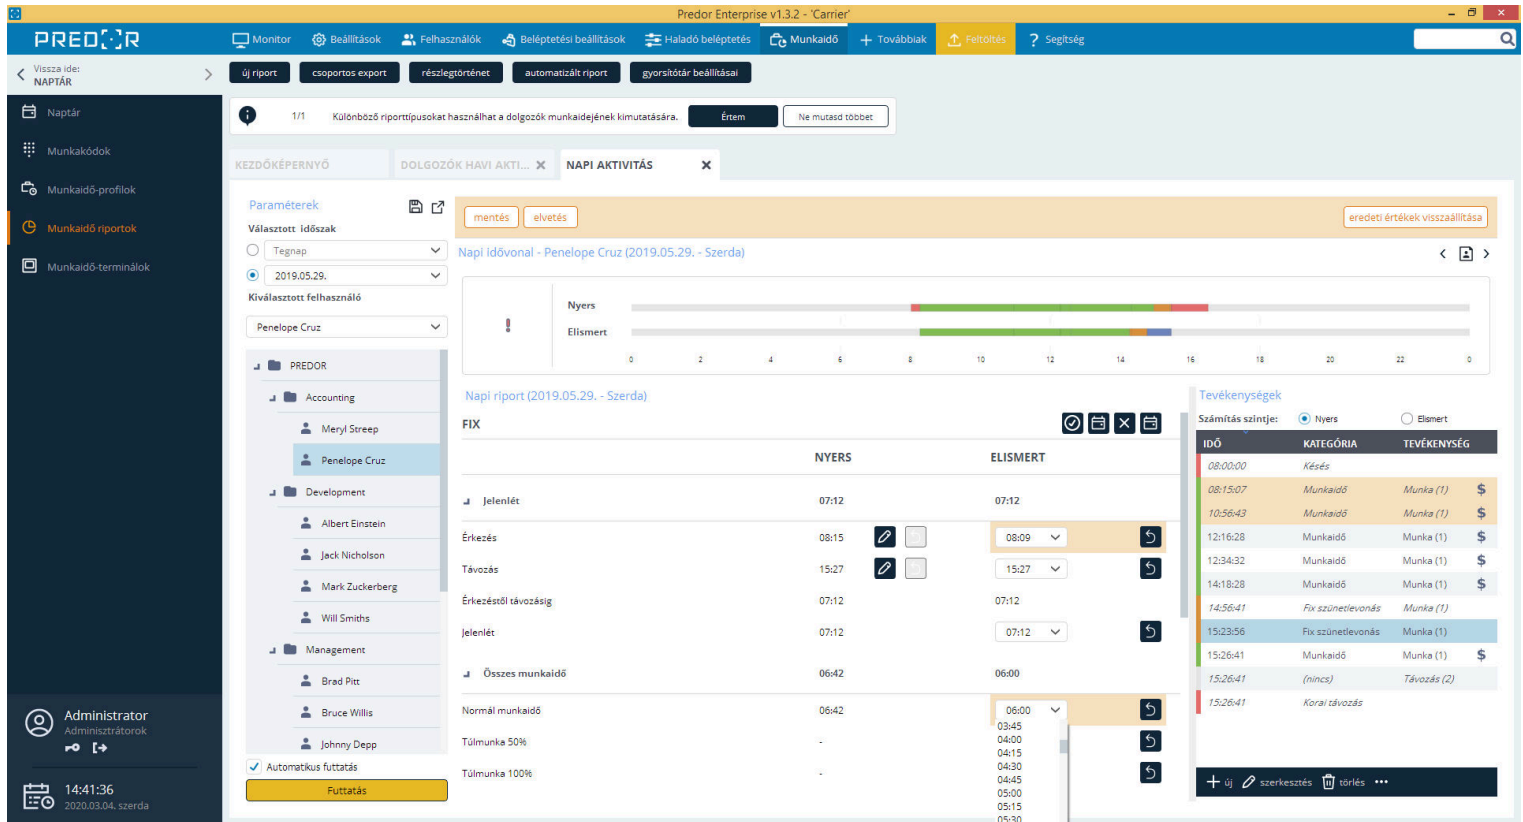 Predor Enterprise v1.3.2 - 'Carrier'
PREDOR
Monitor
Beállítások
Felhasználók
Beléptetési beállítások
Haladó beléptetés
Munkaidő
Továbbiak
Feltöltés
? Segítség
Vissza ide:
NAPTÁR
új riport
csoportos export
részlegtörténet
automatizált riport
gyorsítótár beállításai
Naptár
Munkakódok
Munkaidő-profilok
Munkaidő riportok
Munkaidő-terminálok
1/1 Különböző riporttípusokat használhat a dolgozók munkaidejének kimutatására. Értem Ne mutasd többet
KEZDŐKÉPERNYŐ
DOLGOZÓK HAVI AKTI...
NAPI AKTIVITÁS
Paraméterek
Választott időszak
Tegnap
2019.05.29.
Kiválasztott felhasználó
Penelope Cruz
PREDOR
Accounting
Meryl Streep
Penelope Cruz
Development
Albert Einstein
Jack Nicholson
Mark Zuckerberg
Will Smiths
Management
Brad Pitt
Bruce Willis
Johnny Depp
Automatikus futtatás
Futtatás
mentés elvetés eredeti értékek visszaállítása
Napi idővonal - Penelope Cruz (2019.05.29. - Szerda)
Nyers
Elismert
0 2 4 6 8 10 12 14 16 18 20 22 0
Napi riport (2019.05.29. - Szerda)
FIX
NYERS ELISMERT
Jelenlét 07:12 07:12
Érkezés 08:15 08:09
Távozás 15:27 15:27
Érkezéstől távozásig 07:12 07:12
Jelenlét 07:12 07:12
Összes munkaidő 06:42 06:00
Normál munkaidő 06:42 06:00
Túlmunka 50% -
Túlmunka 100% -
03:45
04:00
04:15
04:30
04:45
05:00
05:15
05:30
Tevékenységek
Számítás szintje: Nyers Elismert
IDŐ KATEGÓRIA TEVÉKENYSÉG
08:00:00 Késés
08:15:07 Munkaidő Munka (1) $
10:56:43 Munkaidő Munka (1) $
12:16:28 Munkaidő Munka (1) $
12:34:32 Munkaidő Munka (1) $
14:18:28 Munkaidő Munka (1) $
14:56:41 Fix szünetlevonás Munka (1)
15:23:56 Fix szünetlevonás Munka (1)
15:26:41 Munkaidő Munka (1) $
15:26:41 (nincs) Távozás (2)
15:26:41 Korai távozás
új szerkesztés törlés
Administrator
Adminisztrátorok
14:41:36
2020.03.04. szerda